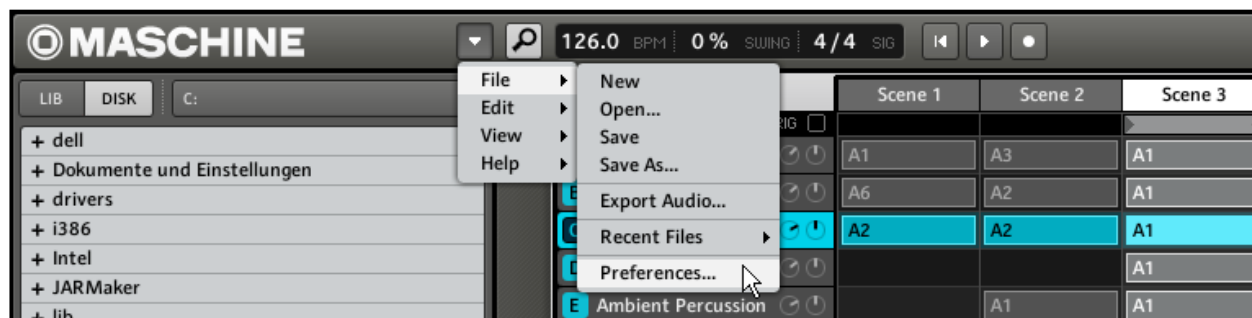 MASCHINE
126.0 BPM 0% SWING 4/4 SIG
LIB DISK C:
File
Edit
View
Help
New
Open...
Save
Save As...
Export Audio...
Recent Files
Preferences...
+ dell
+ Dokumente und Einstellungen
+ drivers
+ i386
+ Intel
+ JARMaker
+ lib
Scene 1 Scene 2 Scene 3
A1 A3 A1
A6 A2 A1
A2 A2 A1
A1
E Ambient Percussion A1 A1